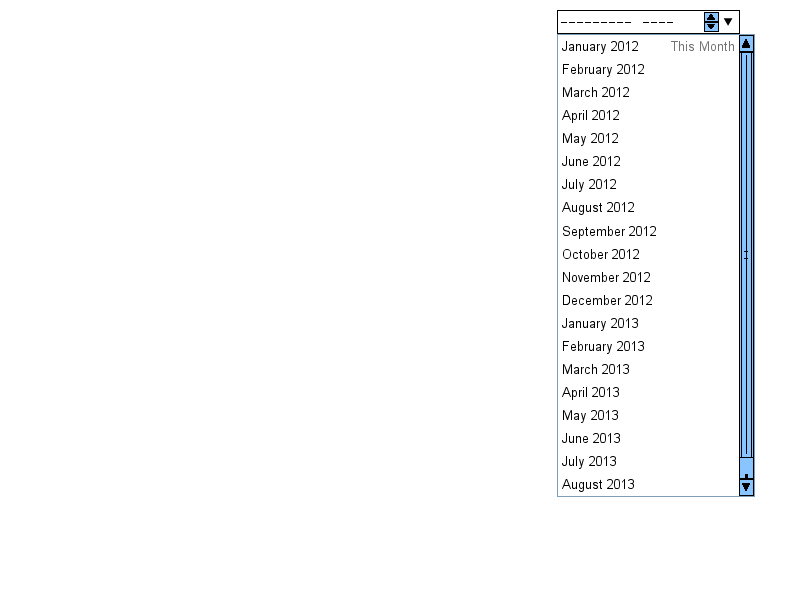 --------- ----
January 2012 This Month
February 2012
March 2012
April 2012
May 2012
June 2012
July 2012
August 2012
September 2012
October 2012
November 2012
December 2012
January 2013
February 2013
March 2013
April 2013
May 2013
June 2013
July 2013
August 2013